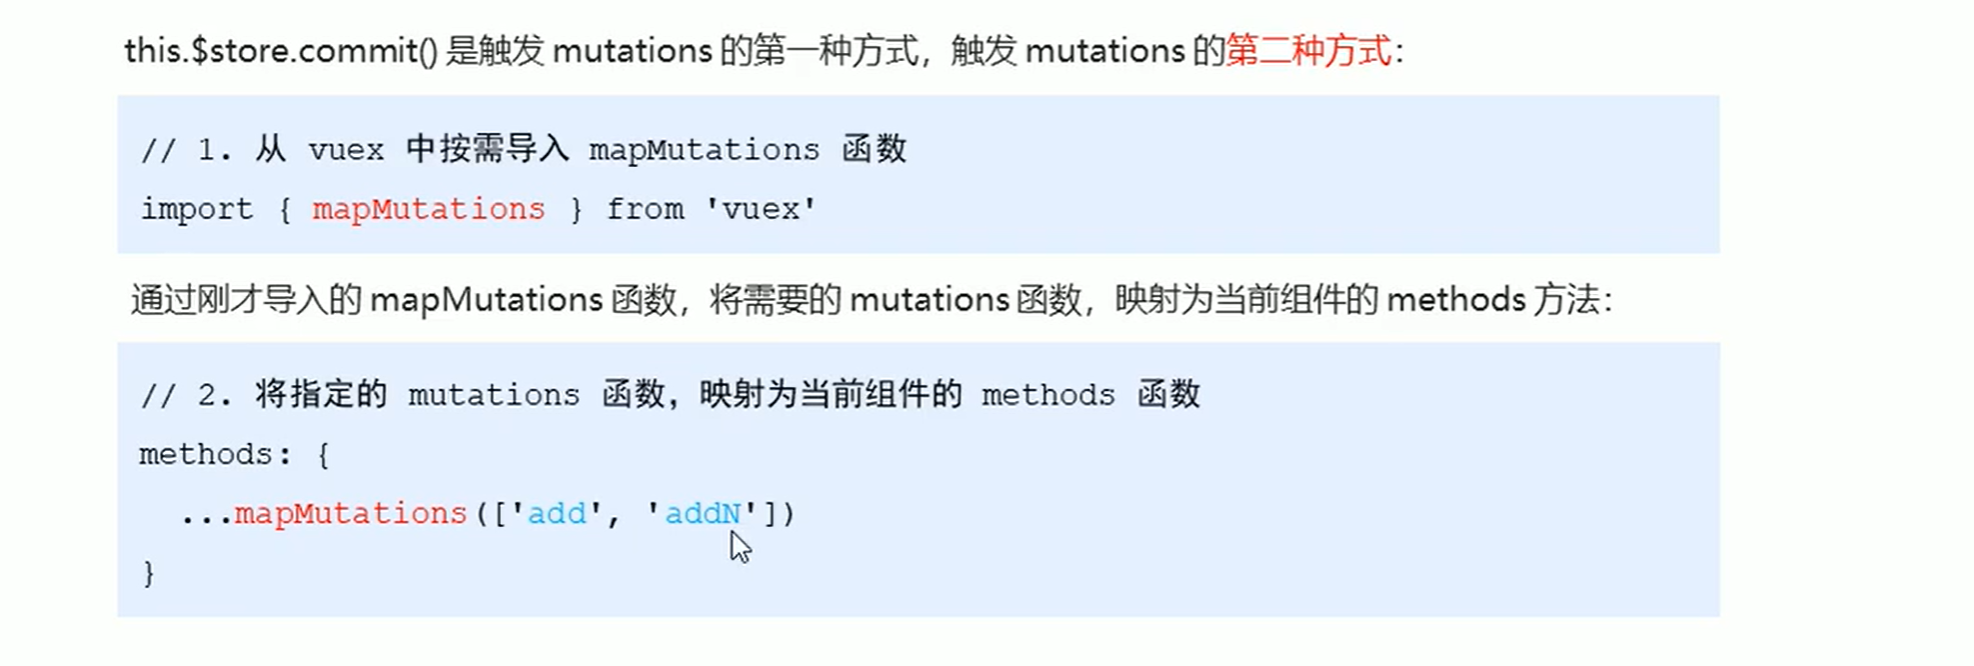 this.$store.commit() 是触发 mutations 的第一种方式，触发 mutations 的第二种方式：
// 1. 从 vuex 中按需导入 mapMutations 函数
import { mapMutations } from 'vuex'
通过刚才导入的 mapMutations 函数，将需要的 mutations 函数，映射为当前组件的 methods 方法：
// 2. 将指定的 mutations 函数，映射为当前组件的 methods 函数
methods: {
  ...mapMutations(['add', 'addN'])
}